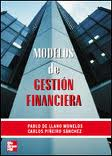 MODELOS
de
GESTIÓN
FINANCIERA
PABLO DE LLANO MONELOS
CARLOS PIÑEIRO SÁNCHEZ